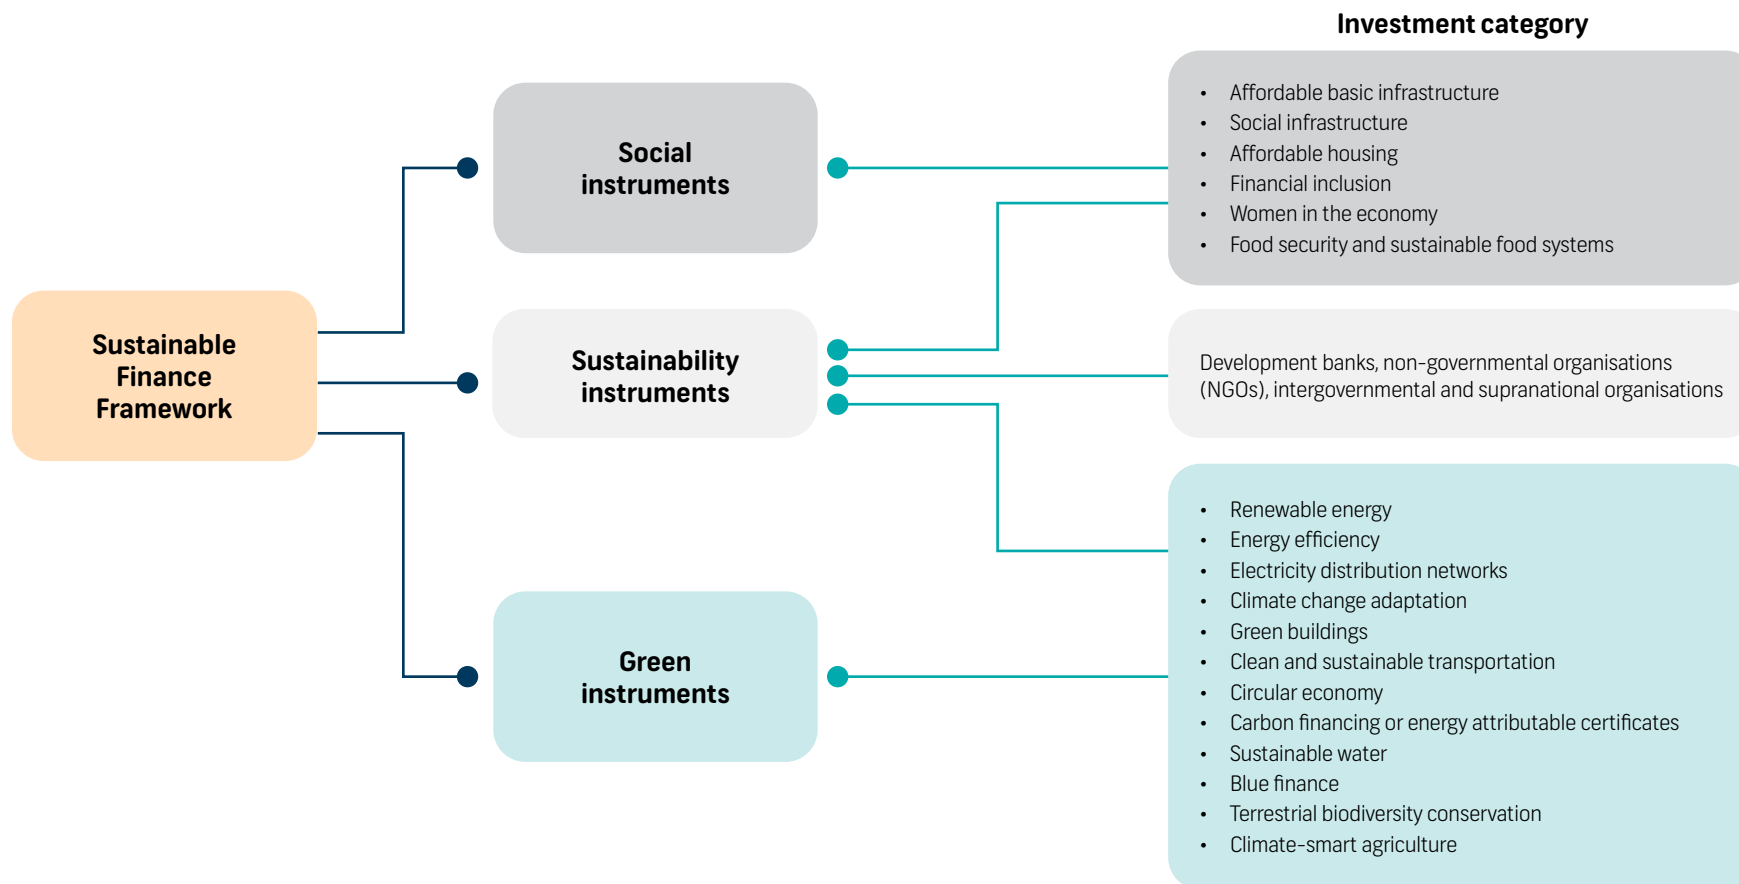 Investment category
Sustainable
Finance
Framework
Social
instruments
Sustainability
instruments
Green
instruments
• Affordable basic infrastructure
• Social infrastructure
• Affordable housing
• Financial inclusion
• Women in the economy
• Food security and sustainable food systems
Development banks, non-governmental organisations
(NGOs), intergovernmental and supranational organisations
• Renewable energy
• Energy efficiency
• Electricity distribution networks
• Climate change adaptation
• Green buildings
• Clean and sustainable transportation
• Circular economy
• Carbon financing or energy attributable certificates
• Sustainable water
• Blue finance
• Terrestrial biodiversity conservation
• Climate-smart agriculture